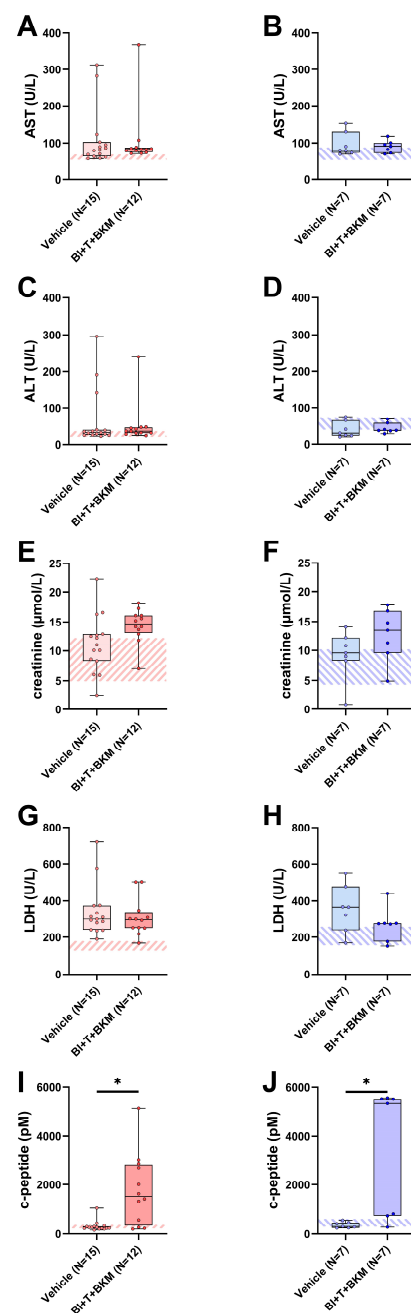 A
B
AST (U/L)
400
300
200
100
0
Vehicle (N=15)
BI+T+BKM (N=12)
AST (U/L)
400
300
200
100
0
Vehicle (N=7)
BI+T+BKM (N=7)
C
D
ALT (U/L)
400
300
200
100
0
Vehicle (N=15)
BI+T+BKM (N=12)
ALT (U/L)
400
300
200
100
0
Vehicle (N=7)
BI+T+BKM (N=7)
E
F
creatinine (µmol/L)
25
20
15
10
5
0
Vehicle (N=15)
BI+T+BKM (N=12)
creatinine (µmol/L)
25
20
15
10
5
0
Vehicle (N=7)
BI+T+BKM (N=7)
G
H
LDH (U/L)
800
600
400
200
0
Vehicle (N=15)
BI+T+BKM (N=12)
LDH (U/L)
800
600
400
200
0
Vehicle (N=7)
BI+T+BKM (N=7)
I
J
c-peptide (pM)
6000
4000
2000
0
*
Vehicle (N=15)
BI+T+BKM (N=12)
c-peptide (pM)
6000
4000
2000
0
*
Vehicle (N=7)
BI+T+BKM (N=7)